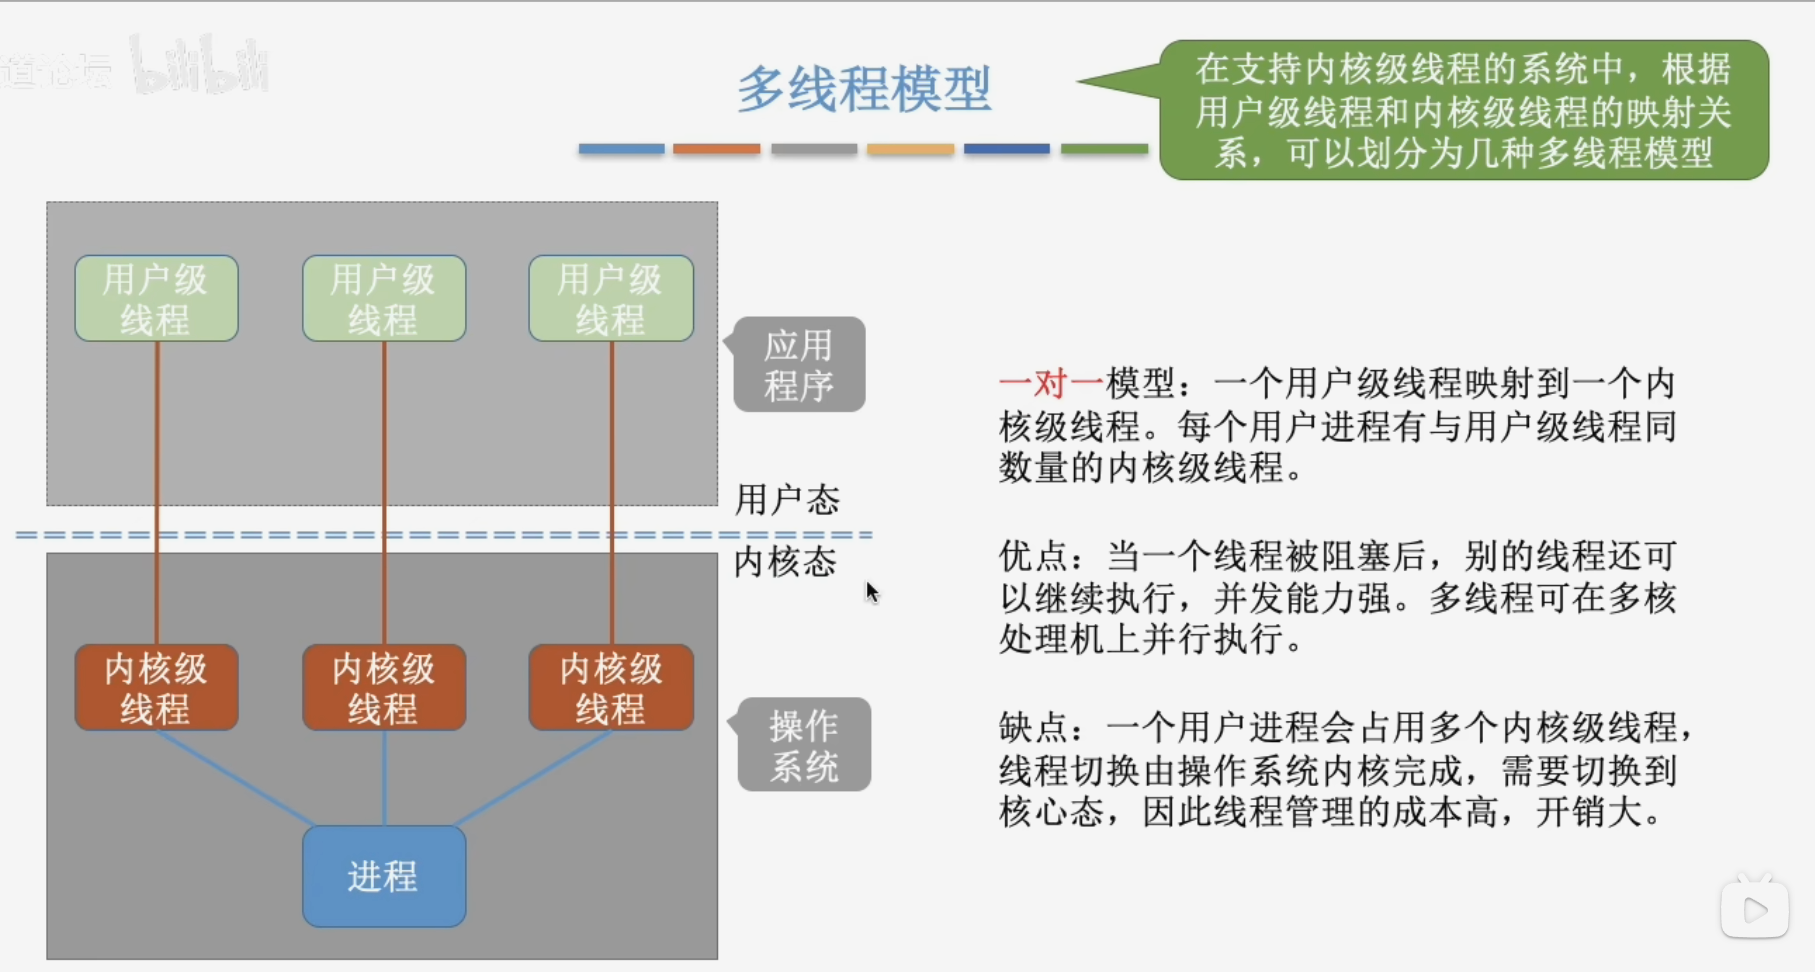 道论坛 bilibili
多线程模型
在支持内核级线程的系统中，根据
用户级线程和内核级线程的映射关
系，可以划分为几种多线程模型
用户级
线程
用户级
线程
用户级
线程
应用
程序
用户态
内核态
内核级
线程
内核级
线程
内核级
线程
操作
系统
进程
一对一模型：一个用户级线程映射到一个内
核级线程。每个用户进程有与用户级线程同
数量的内核级线程。
优点：当一个线程被阻塞后，别的线程还可
以继续执行，并发能力强。多线程可在多核
处理机上并行执行。
缺点：一个用户进程会占用多个内核级线程，
线程切换由操作系统内核完成，需要切换到
核心态，因此线程管理的成本高，开销大。